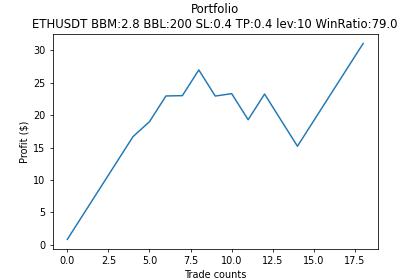 Portfolio
ETHUSDT BBM:2.8 BBL:200 SL:0.4 TP:0.4 lev:10 WinRatio:79.0
30
25
20
15
10
5
0
Profit ($)
0.0 2.5 5.0 7.5 10.0 12.5 15.0 17.5
Trade counts